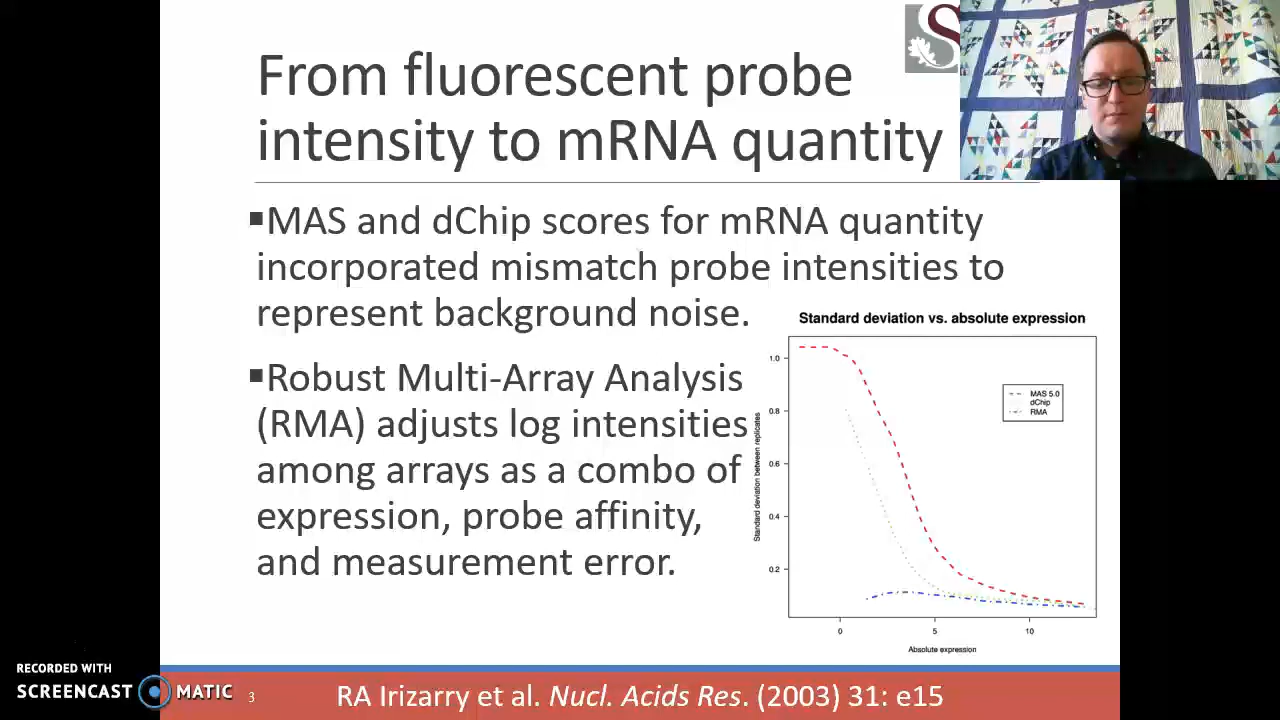 From fluorescent probe
intensity to mRNA quantity
▪MAS and dChip scores for mRNA quantity
incorporated mismatch probe intensities to
represent background noise.
▪Robust Multi-Array Analysis
(RMA) adjusts log intensities
among arrays as a combo of
expression, probe affinity,
and measurement error.
Standard deviation vs. absolute expression
Standard deviation between replicates
1.0
0.8
0.6
0.4
0.2
MAS 5.0
dChip
RMA
0 5 10
Absolute expression
RECORDED WITH
SCREENCAST MATIC
3
RA Irizarry et al. Nucl. Acids Res. (2003) 31: e15